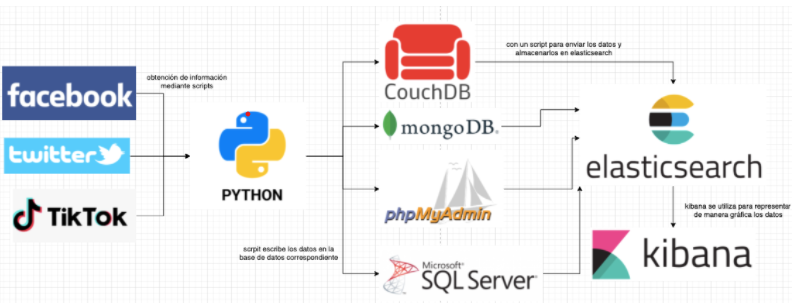 facebook
twitter
TikTok
obtención de información
mediante scripts
PYTHON
scrpit escribe los datos en la
base de datos correspondiente
CouchDB
mongoDB.
phpMyAdmin
Microsoft®
SQL Server®
con un script para enviar los datos y
almacenarlos en elasticsearch
elasticsearch
kibana se utiliza para representar
de manera gráfica los datos
kibana